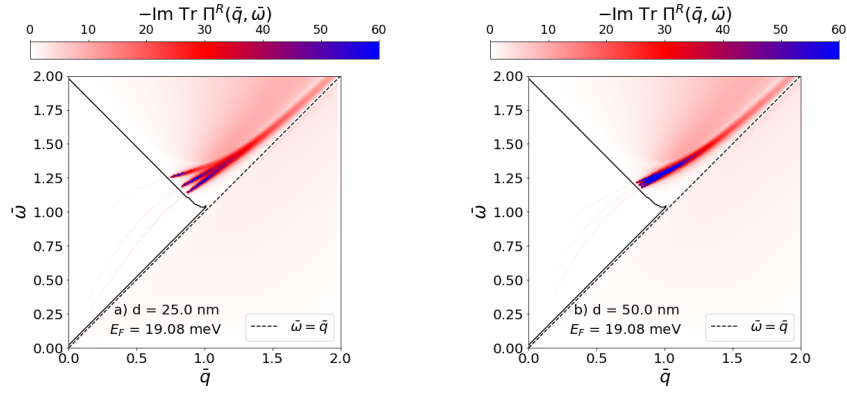 −Im Tr Π^R(q̄, ω̄)
0 10 20 30 40 50 60
2.00
1.75
1.50
1.25
1.00
0.75
0.50
0.25
0.00
ω̄
a) d = 25.0 nm
E_F = 19.08 meV
ω̄ = q̄
0.0 0.5 1.0 1.5 2.0
q̄
−Im Tr Π^R(q̄, ω̄)
0 10 20 30 40 50 60
2.00
1.75
1.50
1.25
1.00
0.75
0.50
0.25
0.00
ω̄
b) d = 50.0 nm
E_F = 19.08 meV
ω̄ = q̄
0.0 0.5 1.0 1.5 2.0
q̄